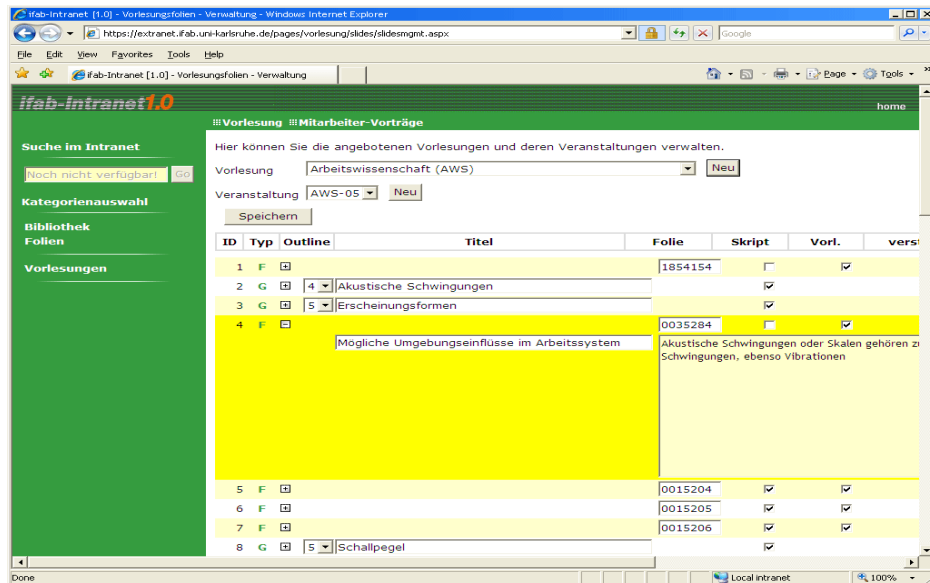 ifab-Intranet [1.0] - Vorlesungsfolien - Verwaltung - Windows Internet Explorer
https://extranet.ifab.uni-karlsruhe.de/pages/vorlesung/slides/slidesmgmt.aspx
Google
File Edit View Favorites Tools Help
ifab-Intranet [1.0] - Vorlesungsfolien - Verwaltung
Page Tools
ifab-Intranet1.0
home
Vorlesung Mitarbeiter-Vorträge
Suche im Intranet
Noch nicht verfügbar! Go
Kategorienauswahl
Bibliothek
Folien
Vorlesungen
Hier können Sie die angebotenen Vorlesungen und deren Veranstaltungen verwalten.
Vorlesung Arbeitswissenschaft (AWS) Neu
Veranstaltung AWS-05 Neu
Speichern
ID Typ Outline Titel Folie Skript Vorl. verst
1 F 1854154
2 G 4 Akustische Schwingungen
3 G 5 Erscheinungsformen
4 F 0035284
Mögliche Umgebungseinflüsse im Arbeitssystem
Akustische Schwingungen oder Skalen gehören zu
Schwingungen, ebenso Vibrationen
5 F 0015204
6 F 0015205
7 F 0015206
8 G 5 Schallpegel
Done Local intranet 100%